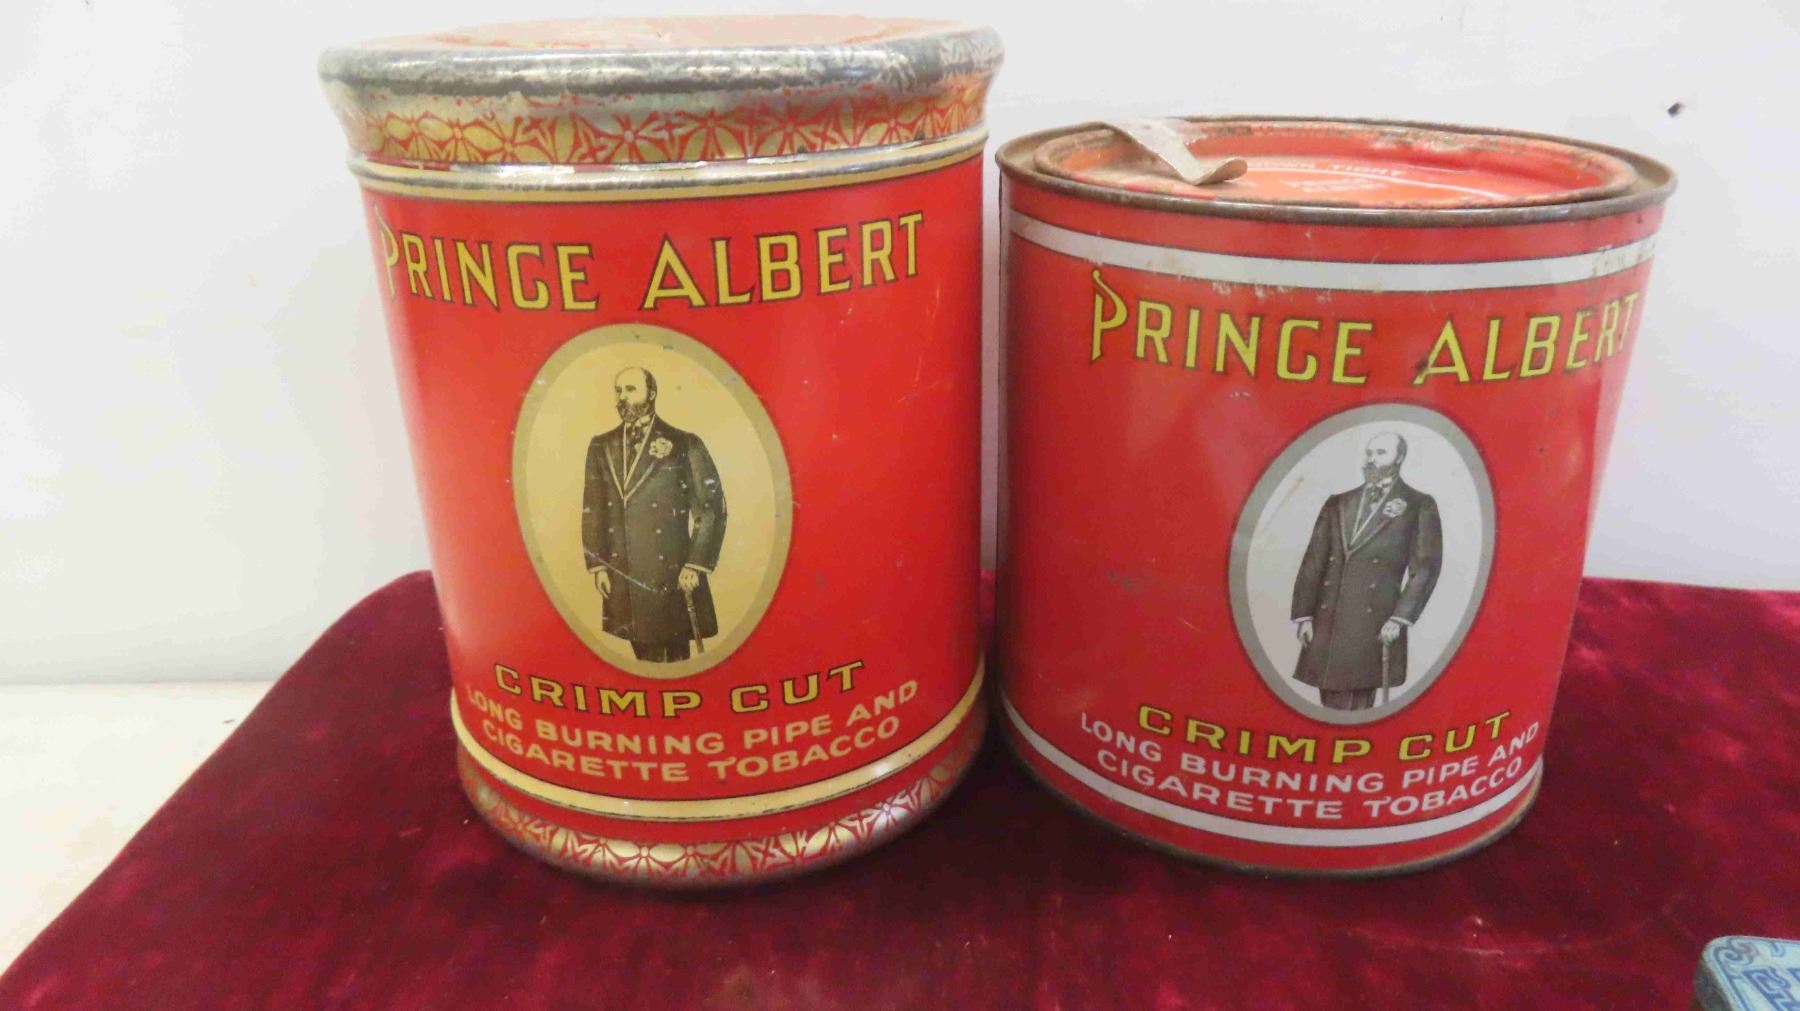 PRINCE ALBERT
CRIMP CUT
LONG BURNING PIPE AND
CIGARETTE TOBACCO
TIGHT
PRINCE ALBERT
CRIMP CUT
LONG BURNING PIPE AND
CIGARETTE TOBACCO